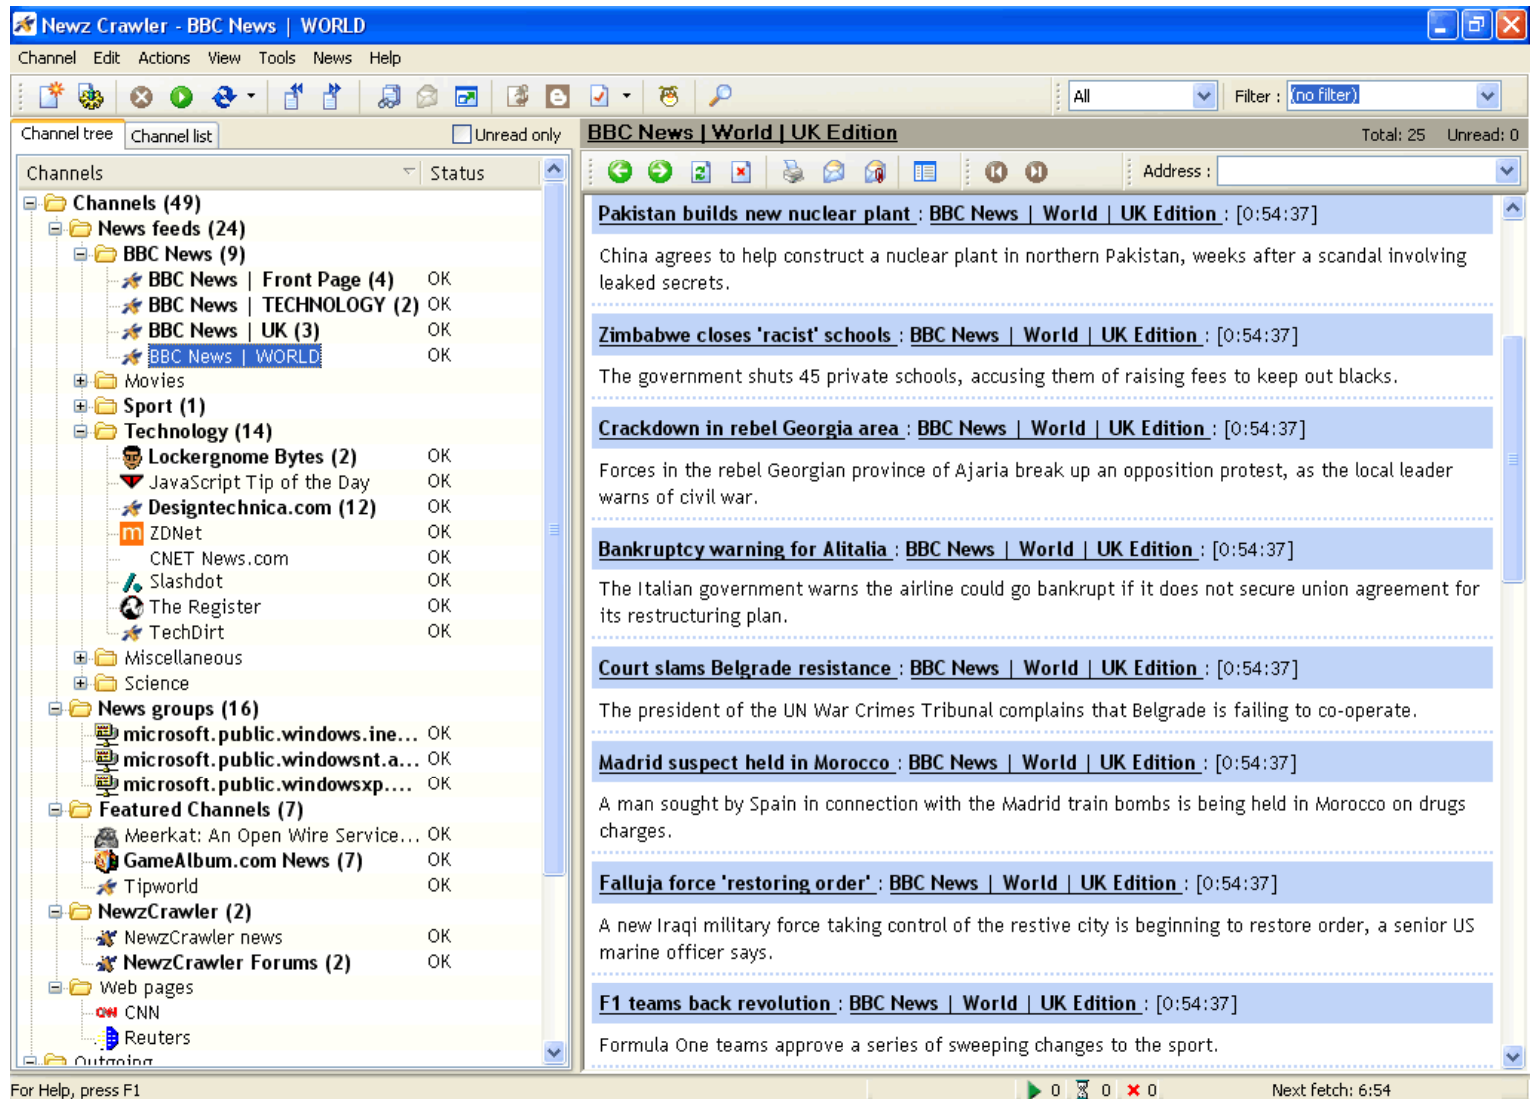 Newz Crawler - BBC News | WORLD
Channel Edit Actions View Tools News Help
All Filter : (no filter)
Channel tree Channel list Unread only
Channels Status
Channels (49)
News feeds (24)
BBC News (9)
BBC News | Front Page (4) OK
BBC News | TECHNOLOGY (2) OK
BBC News | UK (3) OK
BBC News | WORLD OK
Movies
Sport (1)
Technology (14)
Lockergnome Bytes (2) OK
JavaScript Tip of the Day OK
Designtechnica.com (12) OK
m ZDNet OK
CNET News.com OK
Slashdot OK
The Register OK
TechDirt OK
Miscellaneous
Science
News groups (16)
microsoft.public.windows.ine... OK
microsoft.public.windowsnt.a... OK
microsoft.public.windowsxp.... OK
Featured Channels (7)
Meerkat: An Open Wire Service... OK
GameAlbum.com News (7) OK
Tipworld OK
NewzCrawler (2)
NewzCrawler news OK
NewzCrawler Forums (2) OK
Web pages
CNN
Reuters
Outgoing
BBC News | World | UK Edition Total: 25 Unread: 0
Address :
Pakistan builds new nuclear plant : BBC News | World | UK Edition : [0:54:37]
China agrees to help construct a nuclear plant in northern Pakistan, weeks after a scandal involving
leaked secrets.
Zimbabwe closes 'racist' schools : BBC News | World | UK Edition : [0:54:37]
The government shuts 45 private schools, accusing them of raising fees to keep out blacks.
Crackdown in rebel Georgia area : BBC News | World | UK Edition : [0:54:37]
Forces in the rebel Georgian province of Ajaria break up an opposition protest, as the local leader
warns of civil war.
Bankruptcy warning for Alitalia : BBC News | World | UK Edition : [0:54:37]
The Italian government warns the airline could go bankrupt if it does not secure union agreement for
its restructuring plan.
Court slams Belgrade resistance : BBC News | World | UK Edition : [0:54:37]
The president of the UN War Crimes Tribunal complains that Belgrade is failing to co-operate.
Madrid suspect held in Morocco : BBC News | World | UK Edition : [0:54:37]
A man sought by Spain in connection with the Madrid train bombs is being held in Morocco on drugs
charges.
Falluja force 'restoring order' : BBC News | World | UK Edition : [0:54:37]
A new Iraqi military force taking control of the restive city is beginning to restore order, a senior US
marine officer says.
F1 teams back revolution : BBC News | World | UK Edition : [0:54:37]
Formula One teams approve a series of sweeping changes to the sport.
For Help, press F1 0 0 0 Next fetch: 6:54